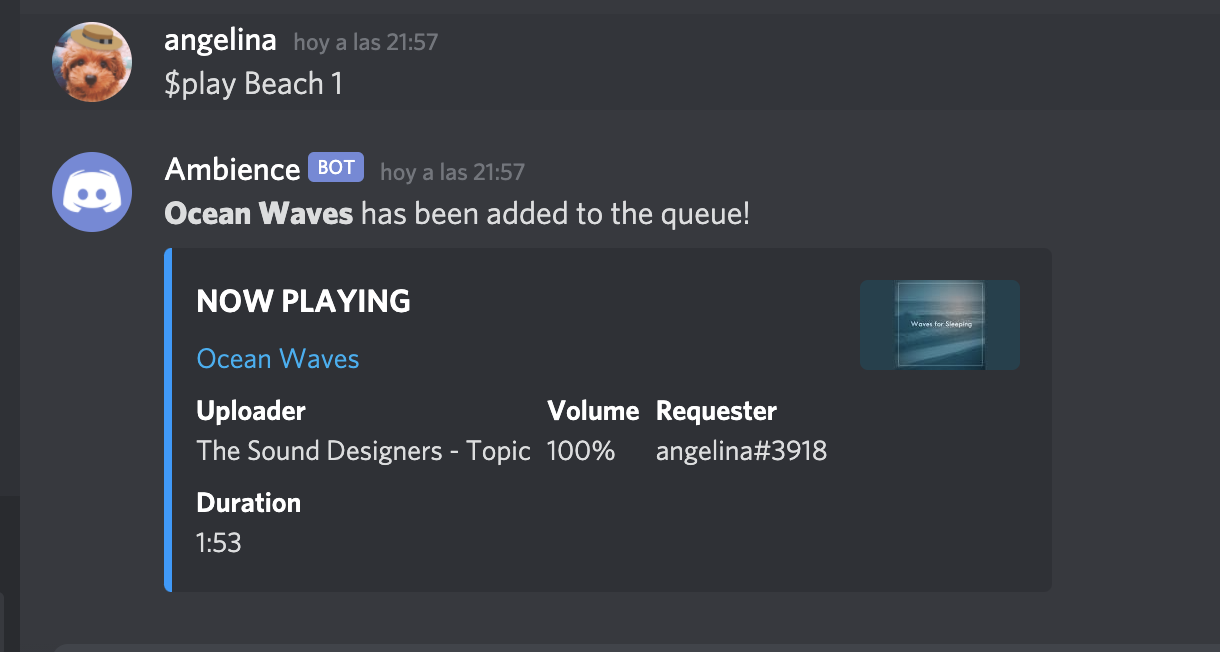 angelina hoy a las 21:57
$play Beach 1
Ambience BOT hoy a las 21:57
Ocean Waves has been added to the queue!
NOW PLAYING
Waves for Sleeping
Ocean Waves
Uploader Volume Requester
The Sound Designers - Topic 100% angelina#3918
Duration
1:53